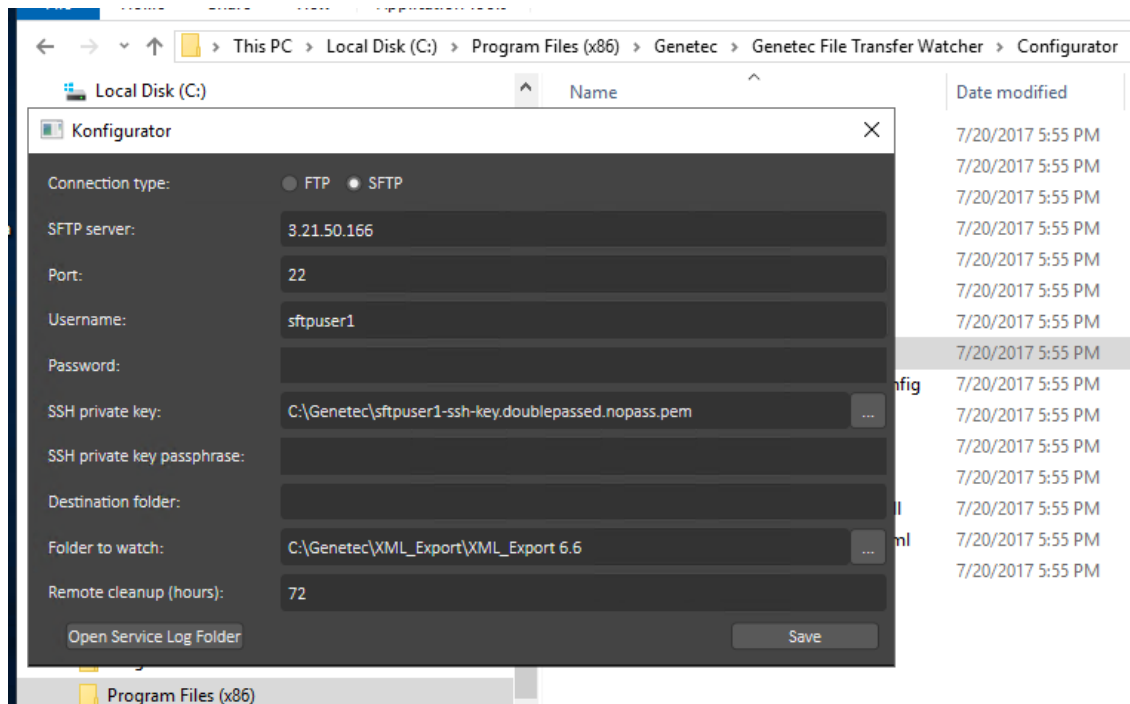 This PC > Local Disk (C:) > Program Files (x86) > Genetec > Genetec File Transfer Watcher > Configurator
Local Disk (C:)
Name
Date modified
Konfigurator
Connection type:
FTP
SFTP
SFTP server:
3.21.50.166
Port:
22
Username:
sftpuser1
Password:
SSH private key:
C:\Genetec\sftpuser1-ssh-key.doublepassed.nopass.pem
...
SSH private key passphrase:
Destination folder:
Folder to watch:
C:\Genetec\XML_Export\XML_Export 6.6
...
Remote cleanup (hours):
72
Open Service Log Folder
Save
7/20/2017 5:55 PM
7/20/2017 5:55 PM
7/20/2017 5:55 PM
7/20/2017 5:55 PM
7/20/2017 5:55 PM
7/20/2017 5:55 PM
7/20/2017 5:55 PM
7/20/2017 5:55 PM
nfig
7/20/2017 5:55 PM
7/20/2017 5:55 PM
7/20/2017 5:55 PM
7/20/2017 5:55 PM
ll
7/20/2017 5:55 PM
ml
7/20/2017 5:55 PM
7/20/2017 5:55 PM
Program Files (x86)